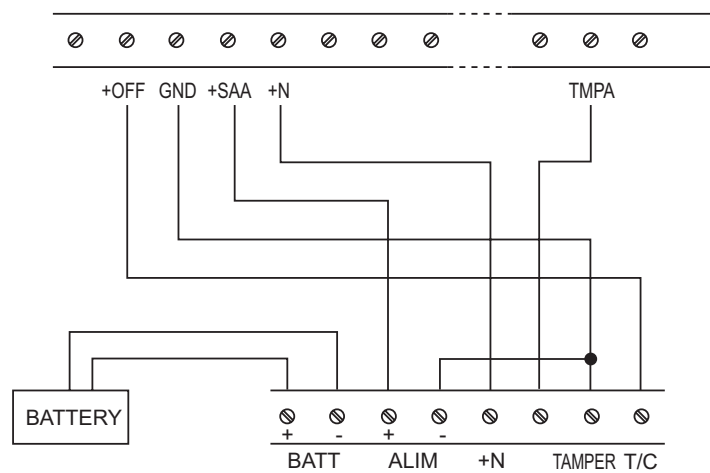 +OFF GND +SAA +N TMPA
BATTERY
+ - + -
BATT ALIM +N TAMPER T/C